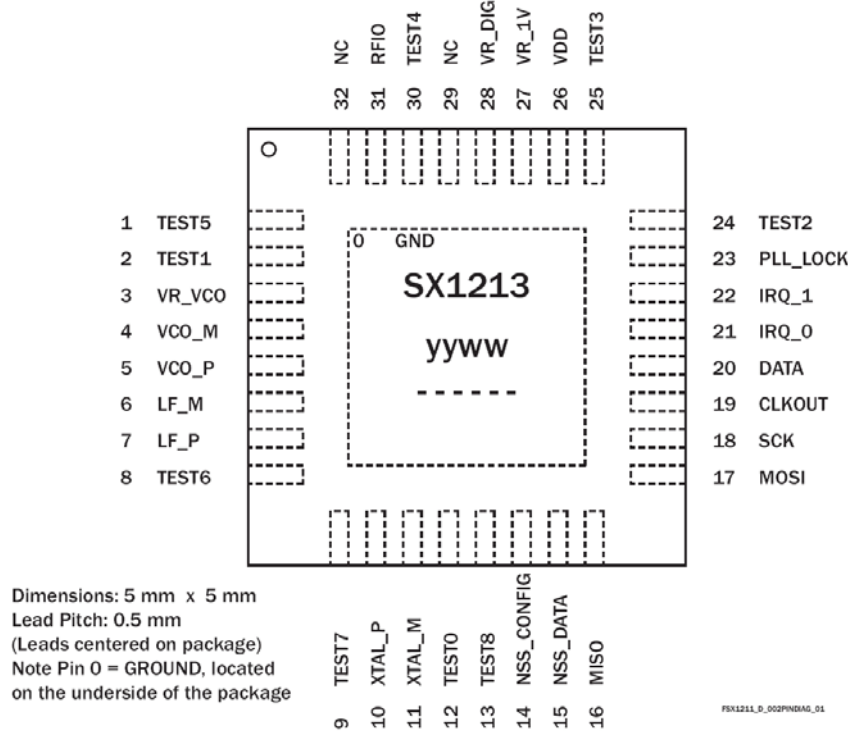 32 NC
31 RFIO
30 TEST4
29 NC
28 VR_DIG
27 VR_1V
26 VDD
25 TEST3
1 TEST5
2 TEST1
3 VR_VCO
4 VCO_M
5 VCO_P
6 LF_M
7 LF_P
8 TEST6
0 GND
SX1213
yyww
- - - - - -
24 TEST2
23 PLL_LOCK
22 IRQ_1
21 IRQ_0
20 DATA
19 CLKOUT
18 SCK
17 MOSI
9 TEST7
10 XTAL_P
11 XTAL_M
12 TEST0
13 TEST8
14 NSS_CONFIG
15 NSS_DATA
16 MISO
Dimensions: 5 mm x 5 mm
Lead Pitch: 0.5 mm
(Leads centered on package)
Note Pin 0 = GROUND, located
on the underside of the package
FSX1211_D_002PINDIAG_01